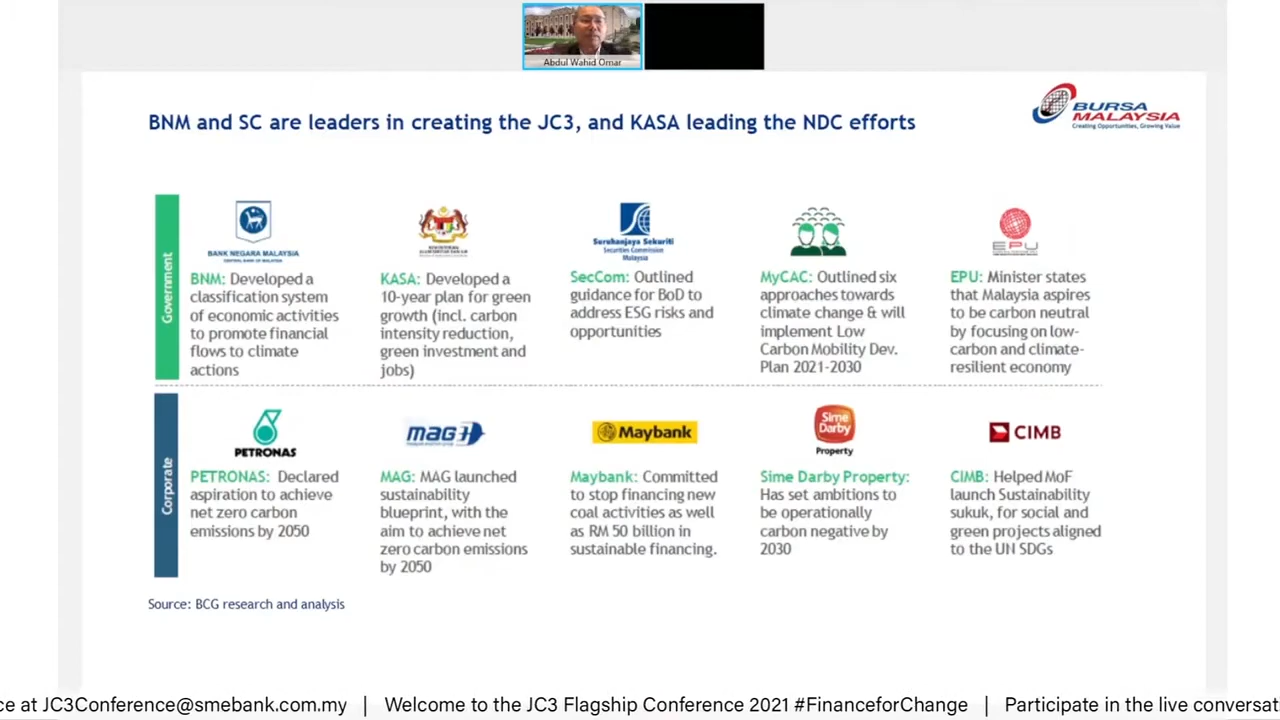 Abdul Wahid Omar
BNM and SC are leaders in creating the JC3, and KASA leading the NDC efforts
BURSA
MALAYSIA
Creating Opportunities, Growing Value
Government
BANK NEGARA MALAYSIA
CENTRAL BANK OF MALAYSIA
BNM: Developed a
classification system
of economic activities
to promote financial
flows to climate
actions
KASA: Developed a
10-year plan for green
growth (incl. carbon
intensity reduction,
green investment and
jobs)
Suruhanjaya Sekuriti
Securities Commission
Malaysia
SecCom: Outlined
guidance for BoD to
address ESG risks and
opportunities
MyCAC: Outlined six
approaches towards
climate change & will
implement Low
Carbon Mobility Dev.
Plan 2021-2030
EPU
EPU: Minister states
that Malaysia aspires
to be carbon neutral
by focusing on low-
carbon and climate-
resilient economy
Corporate
PETRONAS
PETRONAS: Declared
aspiration to achieve
net zero carbon
emissions by 2050
mag
MAG: MAG launched
sustainability
blueprint, with the
aim to achieve net
zero carbon emissions
by 2050
Maybank
Maybank: Committed
to stop financing new
coal activities as well
as RM 50 billion in
sustainable financing.
Sime
Darby
Property
Sime Darby Property:
Has set ambitions to
be operationally
carbon negative by
2030
CIMB
CIMB: Helped MoF
launch Sustainability
sukuk, for social and
green projects aligned
to the UN SDGs
Source: BCG research and analysis
ce at JC3Conference@smebank.com.my | Welcome to the JC3 Flagship Conference 2021 #FinanceforChange | Participate in the live conversat